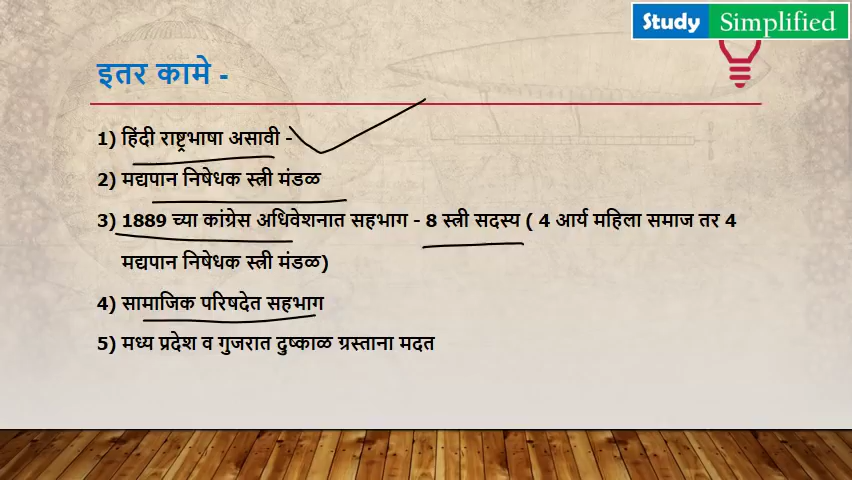 Study Simplified
इतर कामे -
1) हिंदी राष्ट्रभाषा असावी -
2) मद्यपान निषेधक स्त्री मंडळ
3) 1889 च्या कांग्रेस अधिवेशनात सहभाग - 8 स्त्री सदस्य ( 4 आर्य महिला समाज तर 4
मद्यपान निषेधक स्त्री मंडळ)
4) सामाजिक परिषदेत सहभाग
5) मध्य प्रदेश व गुजरात दुष्काळ ग्रस्ताना मदत